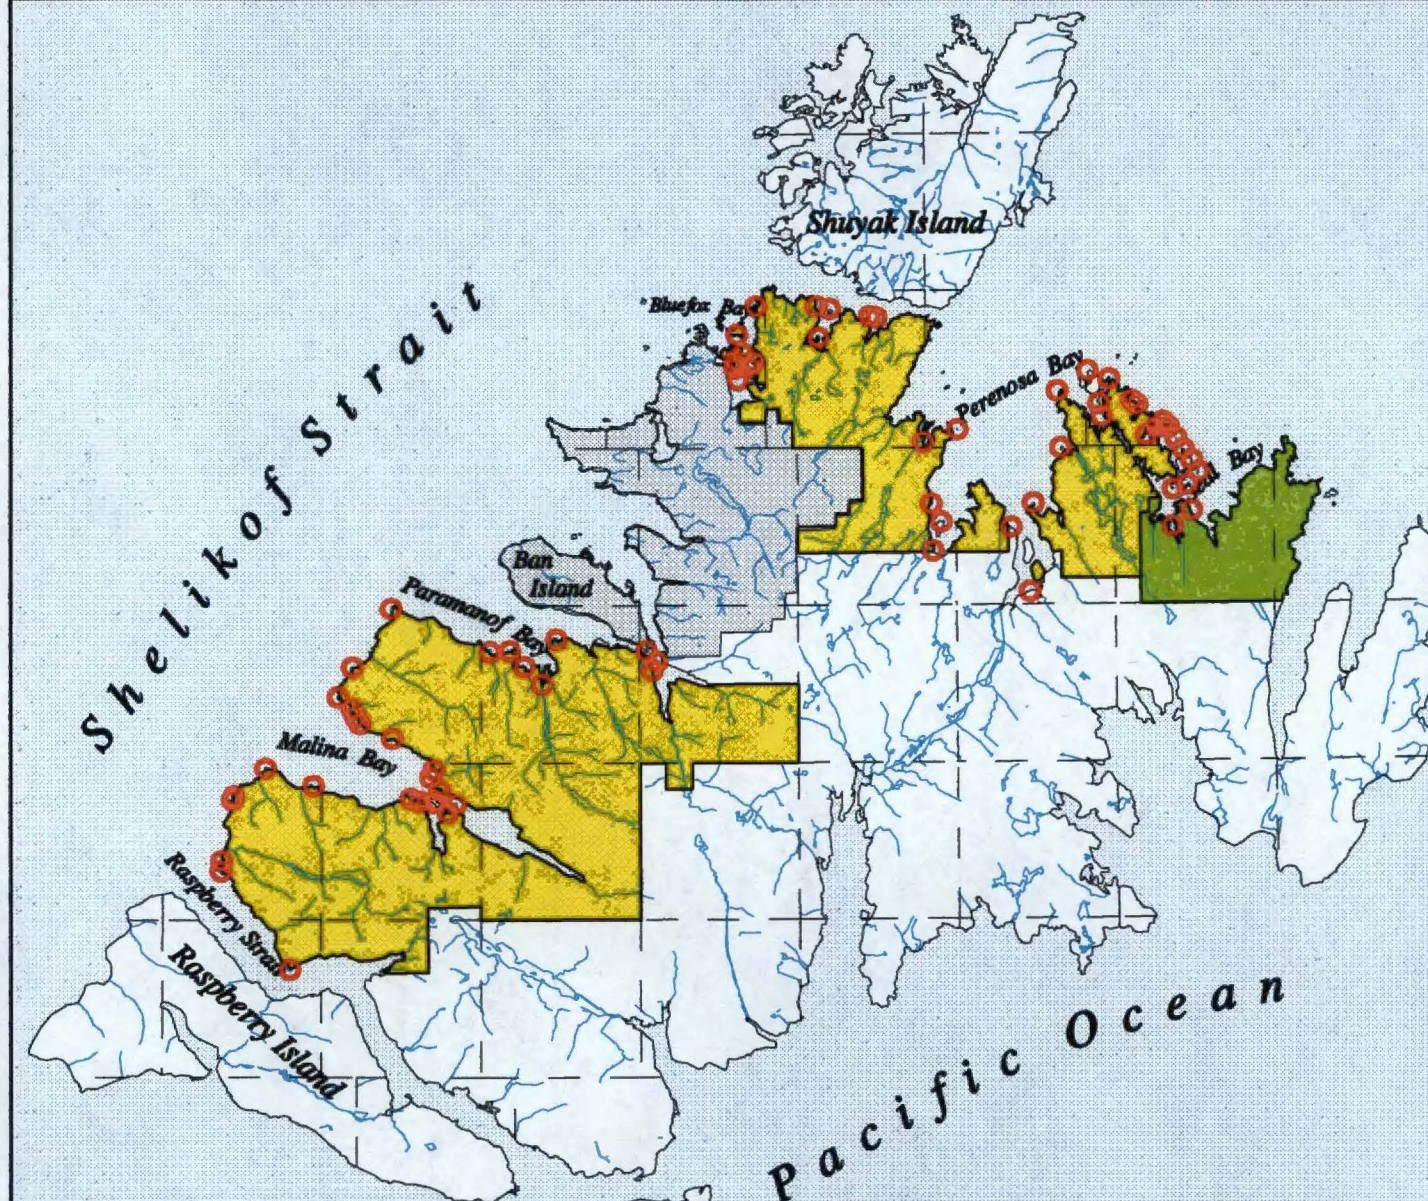 Shuyak Island
Bluefox Bay
Shelikof Strait
Perenosa Bay
Bay
Ban
Island
Paramanof Bay
Malina Bay
Raspberry Strait
Raspberry Island
Pacific Ocean